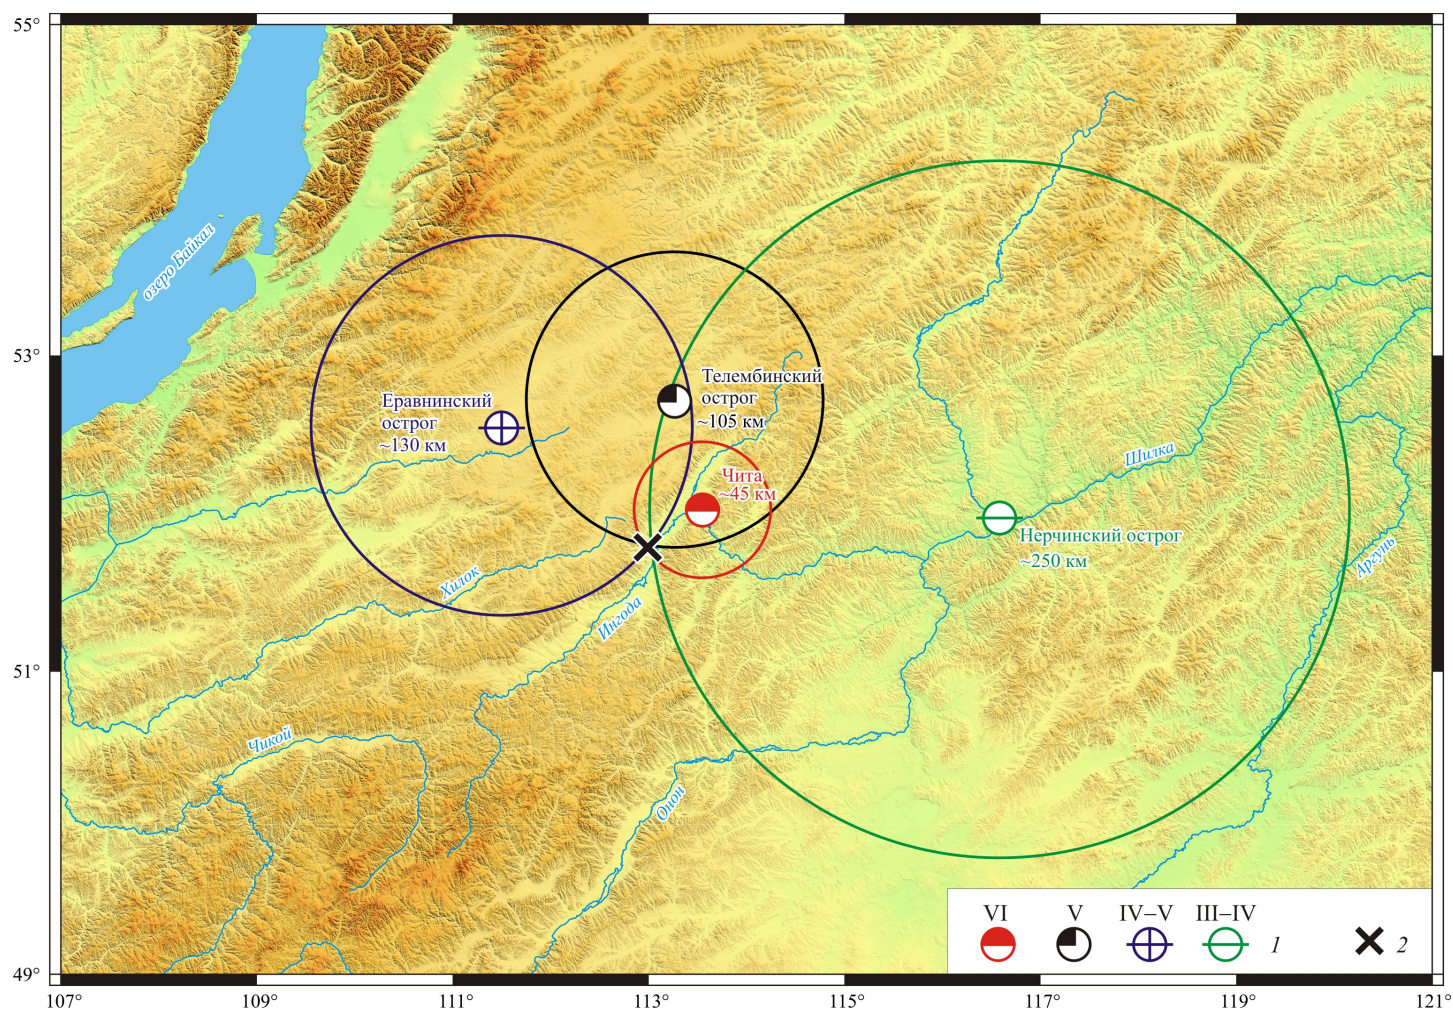 55°
53°
51°
49°
озеро Байкал
Еравнинский
острог
~130 км
Телембинский
острог
~105 км
Чита
~45 км
Шилка
Нерчинский острог
~250 км
Аргунь
Хилок
Ингода
Чикой
Онон
VI V IV–V III–IV
1 2
107° 109° 111° 113° 115° 117° 119° 121°